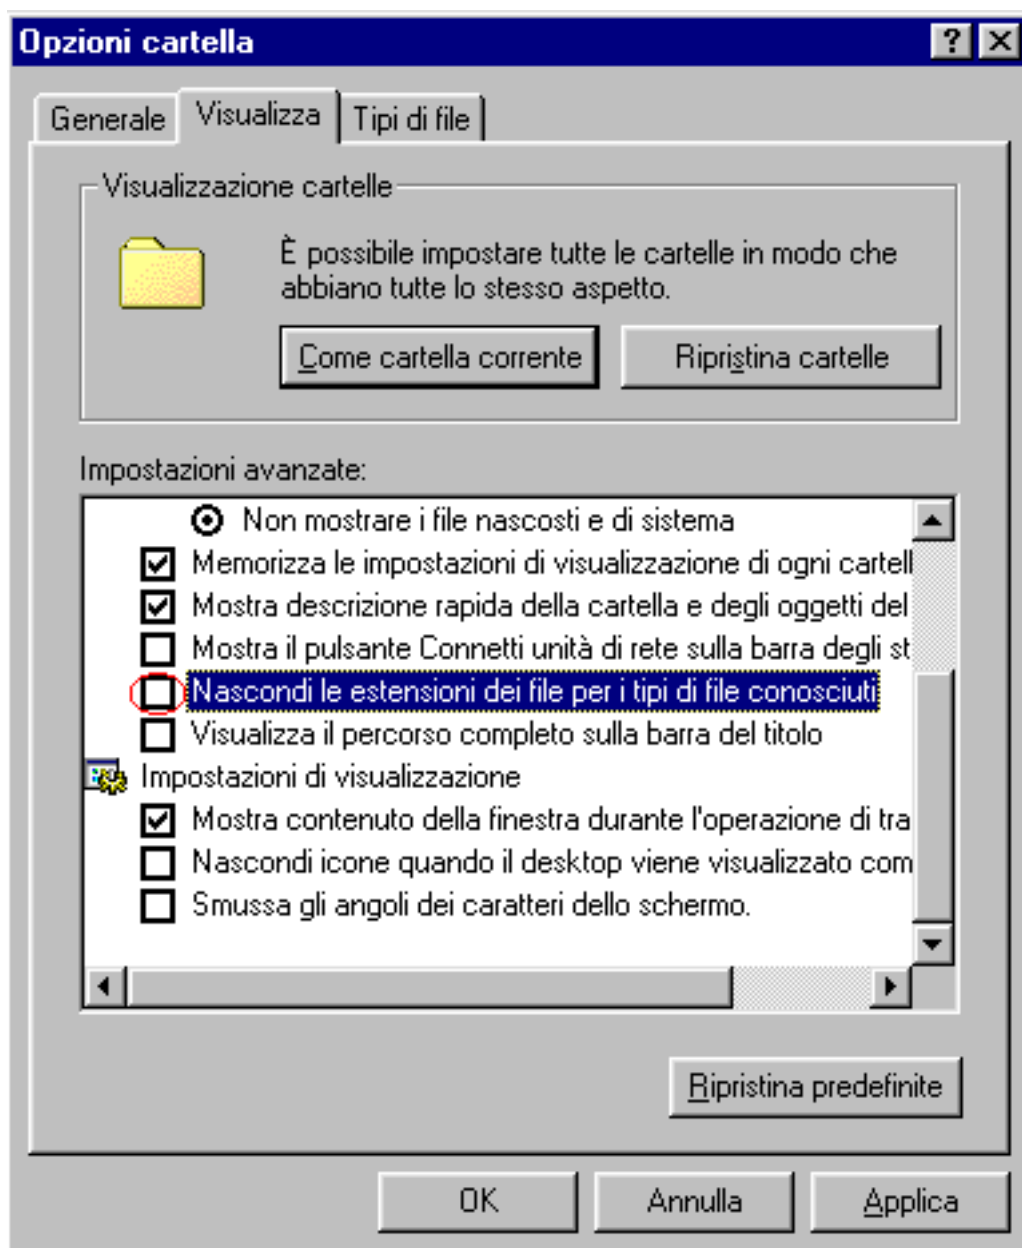 Opzioni cartella
Generale Visualizza Tipi di file
Visualizzazione cartelle
È possibile impostare tutte le cartelle in modo che
abbiano tutte lo stesso aspetto.
Come cartella corrente Ripristina cartelle
Impostazioni avanzate:
Non mostrare i file nascosti e di sistema
Memorizza le impostazioni di visualizzazione di ogni cartell
Mostra descrizione rapida della cartella e degli oggetti del
Mostra il pulsante Connetti unità di rete sulla barra degli st
Nascondi le estensioni dei file per i tipi di file conosciuti
Visualizza il percorso completo sulla barra del titolo
Impostazioni di visualizzazione
Mostra contenuto della finestra durante l'operazione di tra
Nascondi icone quando il desktop viene visualizzato com
Smussa gli angoli dei caratteri dello schermo.
Ripristina predefinite
OK Annulla Applica